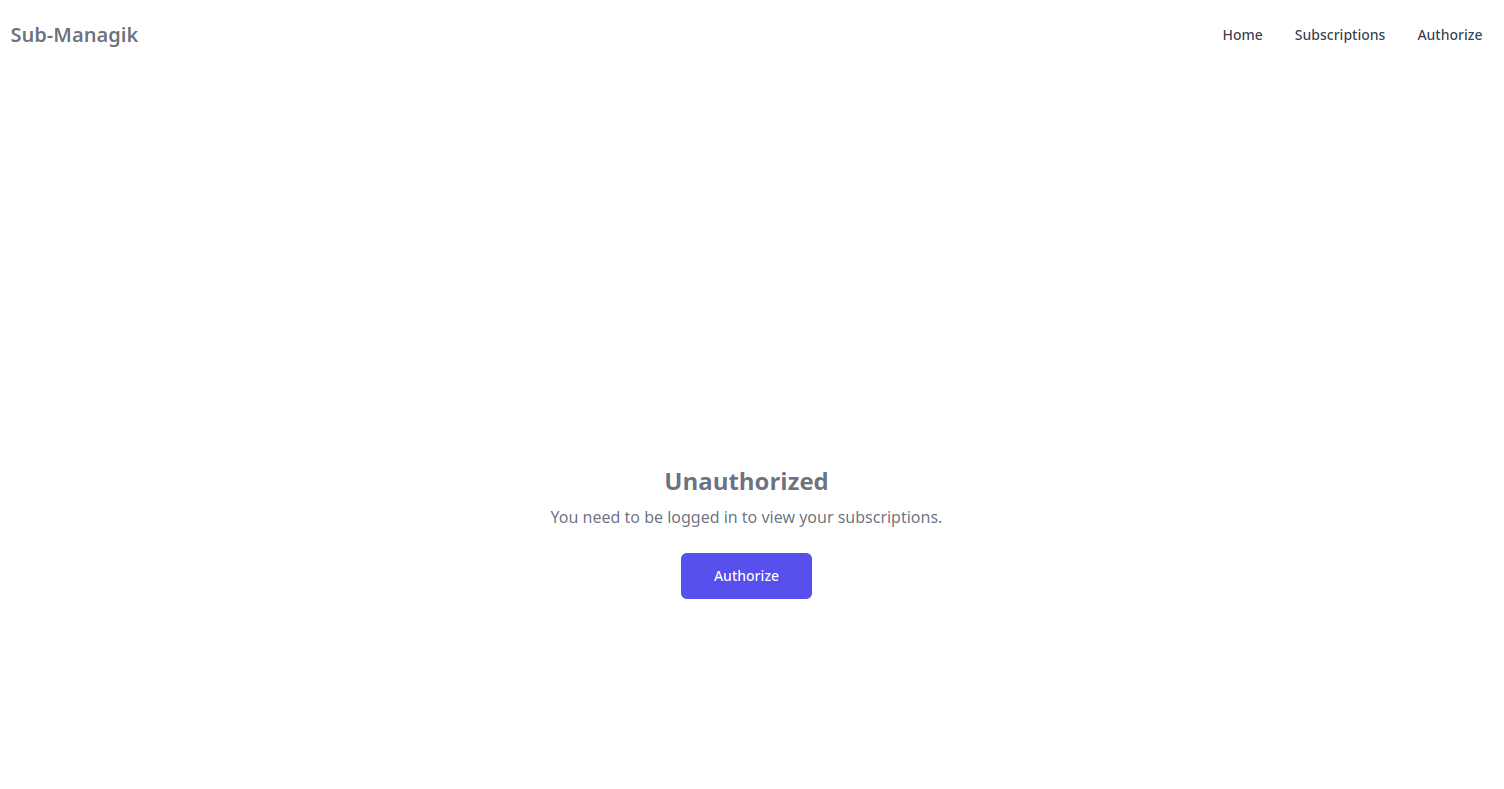 Sub-Managik
Home Subscriptions Authorize
Unauthorized
You need to be logged in to view your subscriptions.
Authorize